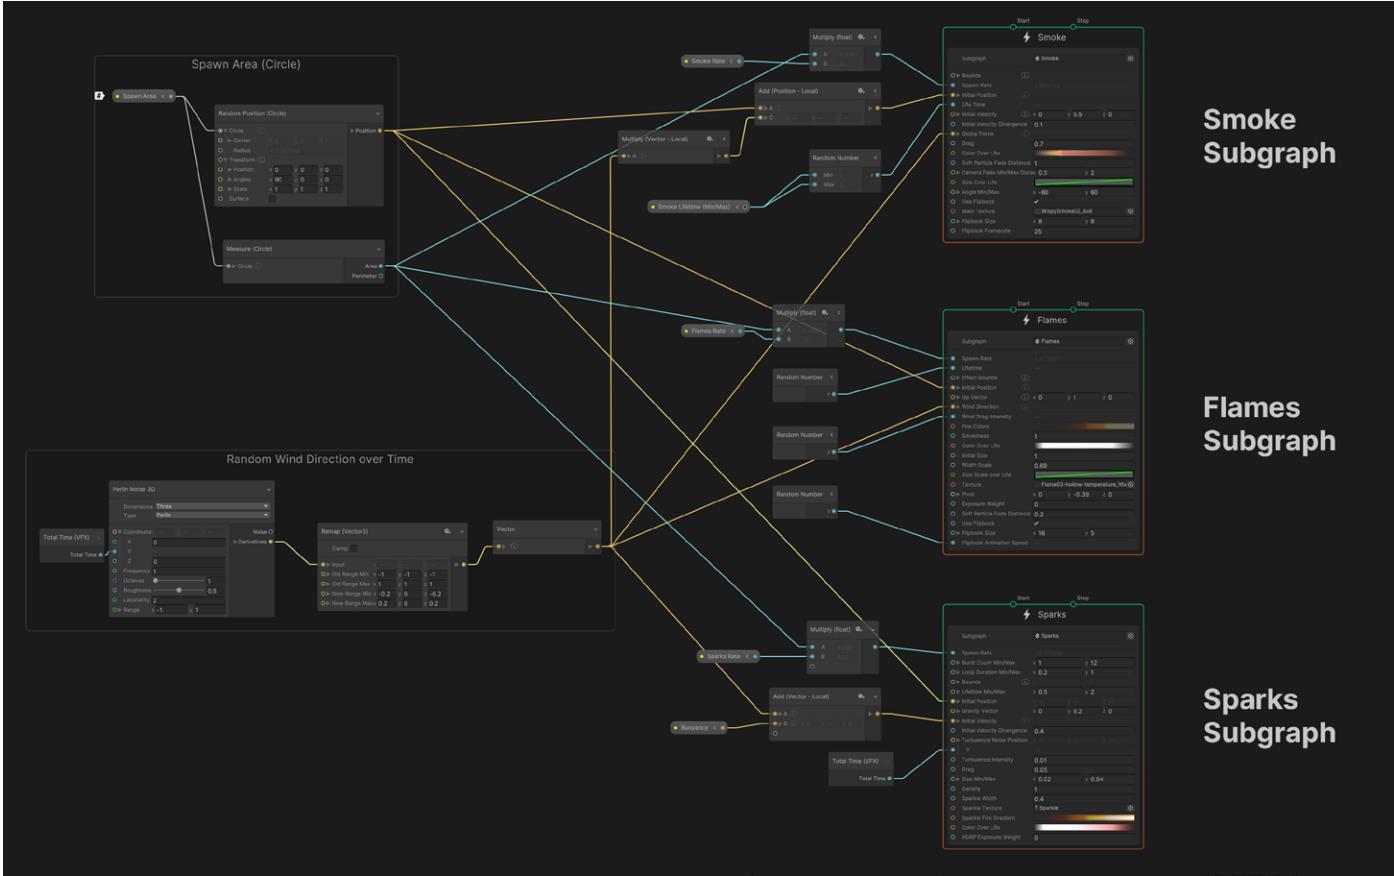 Start Stop
Smoke
Subgraph Smoke
Bounds
Spawn Rate
Initial Position
Life Time
Initial Velocity x 0 y 0.5 z 0
Initial Velocity Divergence 0.1
Global Force
Drag 0.7
Color Over Life
Soft Particle Fade Distance 1
Camera Fade Min/Max Distan 0.5 y 2
Size Over Life
Angle Min/Max x -60 y 60
Use Flipbook
Main Texture WispySmoke02_8x8
Flipbook Size x 8 y 8
Flipbook Framerate 25
Smoke
Subgraph
Multiply (float)
A
B
Smoke Rate
Add (Position - Local)
A
C
Multiply (Vector - Local)
A
Random Number
Min
Max
r
Smoke Lifetime (Min/Max)
Spawn Area (Circle)
Spawn Area
Random Position (Circle)
Circle Position
Center
Radius
Transform
Position x 0 y 0 z 0
Angles x 90 y 0 z 0
Scale x 1 y 1 z 1
Surface
Measure (Circle)
Circle Area
Perimeter
Multiply (float)
A
B
Flames Rate
Random Number
r
Random Number
r
Random Number
r
Start Stop
Flames
Subgraph Flames
Spawn Rate
Lifetime
Effect Bounds
Initial Position
Up Vector x 0 y 1 z 0
Wind Direction
Wind Drag Intensity
Fire Colors
Smokiness 1
Color Over Life
Initial Size 1
Width Scale 0.69
Size Scale over Life
Texture Flame03-hollow-temperature_16x
Pivot x 0 y -0.38 z 0
Exposure Weight 0
Soft Particle Fade Distance 0.2
Use Flipbook
Flipbook Size x 16 y 5
Flipbook Animation Speed
Flames
Subgraph
Random Wind Direction over Time
Total Time (VFX)
Total Time
Perlin Noise 3D
Dimensions Three
Type Perlin
Coordinate Noise
X 0 Derivatives
Y
Z 0
Frequency 1
Octaves 1
Roughness 0.5
Lacunarity 2
Range x -1 y 1
Remap (Vector3)
Clamp
Input
Old Range Min x -1 y -1 z -1
Old Range Max x 1 y 1 z 1
New Range Min x -0.2 y 0 z -0.2
New Range Max x 0.2 y 0 z 0.2
Vector
Multiply (float)
A
B
Sparks Rate
Add (Vector - Local)
A
B
Buoyancy
Total Time (VFX)
Total Time
Start Stop
Sparks
Subgraph Sparks
Spawn Rate
Burst Count Min/Max x 1 y 12
Loop Duration Min/Max x 0.2 y 1
Bounds
Lifetime Min/Max x 0.5 y 2
Initial Position
Gravity Vector x 0 y 0.2 z 0
Initial Velocity
Initial Velocity Divergence 0.4
Turbulence Noise Position
Y
Turbulence Intensity 0.01
Drag 0.05
Size Min/Max x 0.02 y 0.04
Density 1
Sparkle Width 0.4
Sparkle Texture Sparkle
Sparkle Fire Gradient
Color Over Life
HDRP Exposure Weight 0
Sparks
Subgraph